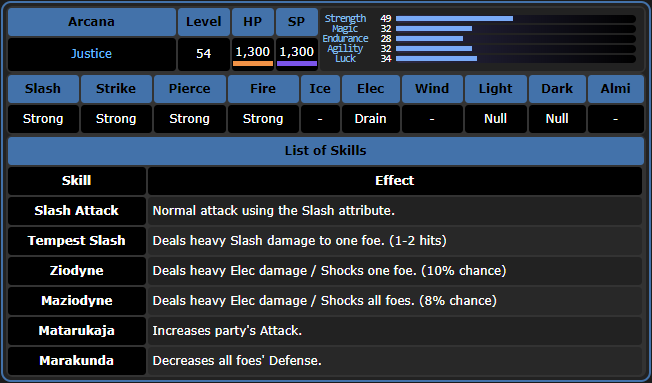 Arcana Level HP SP
Justice 54 1,300 1,300
Strength 49
Magic 32
Endurance 28
Agility 32
Luck 34
Slash Strike Pierce Fire Ice Elec Wind Light Dark Almi
Strong Strong Strong Strong - Drain - Null Null -
List of Skills
Skill Effect
Slash Attack Normal attack using the Slash attribute.
Tempest Slash Deals heavy Slash damage to one foe. (1-2 hits)
Ziodyne Deals heavy Elec damage / Shocks one foe. (10% chance)
Maziodyne Deals heavy Elec damage / Shocks all foes. (8% chance)
Matarukaja Increases party's Attack.
Marakunda Decreases all foes' Defense.